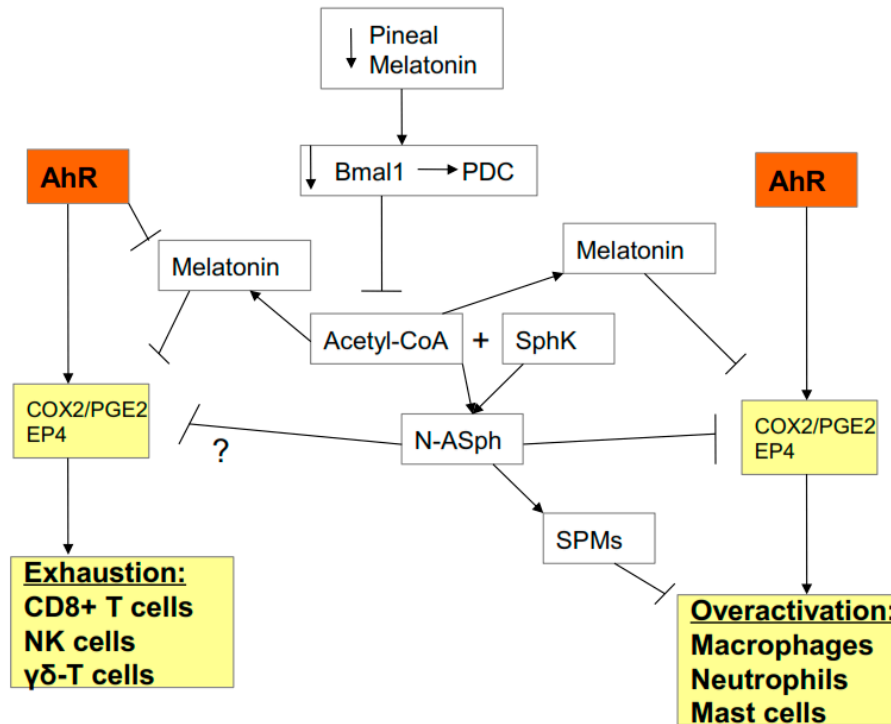 Pineal
Melatonin
Bmal1 PDC
AhR
AhR
Melatonin
Melatonin
Acetyl-CoA + SphK
COX2/PGE2
EP4
COX2/PGE2
EP4
?
N-ASph
SPMs
Exhaustion:
CD8+ T cells
NK cells
γδ-T cells
Overactivation:
Macrophages
Neutrophils
Mast cells